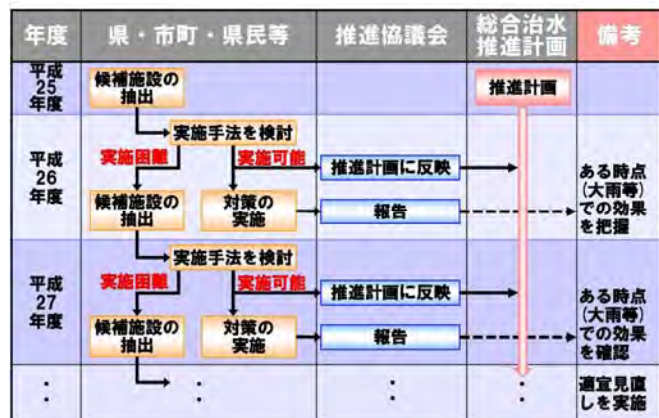 年度
県・市町・県民等
推進協議会
総合治水
推進計画
備考
平成
25
年度
候補施設の
抽出
推進計画
実施手法を検討
平成
26
年度
実施困難
実施可能
推進計画に反映
候補施設の
抽出
対策の
実施
報告
ある時点
(大雨等)
での効果
を把握
実施手法を検討
平成
27
年度
実施困難
実施可能
推進計画に反映
候補施設の
抽出
対策の
実施
報告
ある時点
(大雨等)
での効果
を確認
:
:
:
:
適宜見直
しを実施